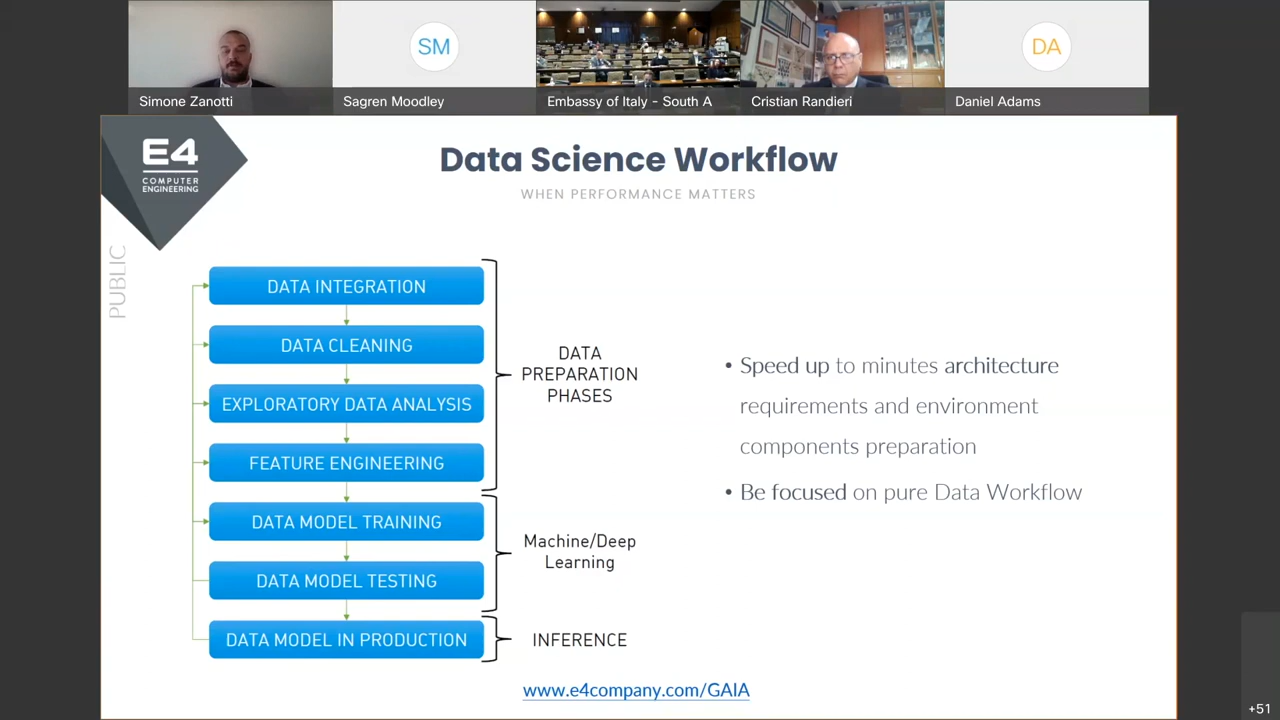 SM
DA
Simone Zanotti
Sagren Moodley
Embassy of Italy - South A
Cristian Randieri
Daniel Adams
E4
COMPUTER
ENGINEERING
Data Science Workflow
WHEN PERFORMANCE MATTERS
PUBLIC
DATA INTEGRATION
DATA CLEANING
EXPLORATORY DATA ANALYSIS
FEATURE ENGINEERING
DATA MODEL TRAINING
DATA MODEL TESTING
DATA MODEL IN PRODUCTION
DATA
PREPARATION
PHASES
Machine/Deep
Learning
INFERENCE
• Speed up to minutes architecture
requirements and environment
components preparation
• Be focused on pure Data Workflow
www.e4company.com/GAIA
+51